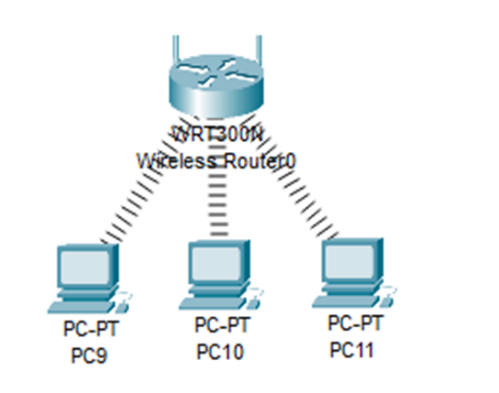 WRT300N
Wireless Router0
PC-PT
PC9
PC-PT
PC10
PC-PT
PC11